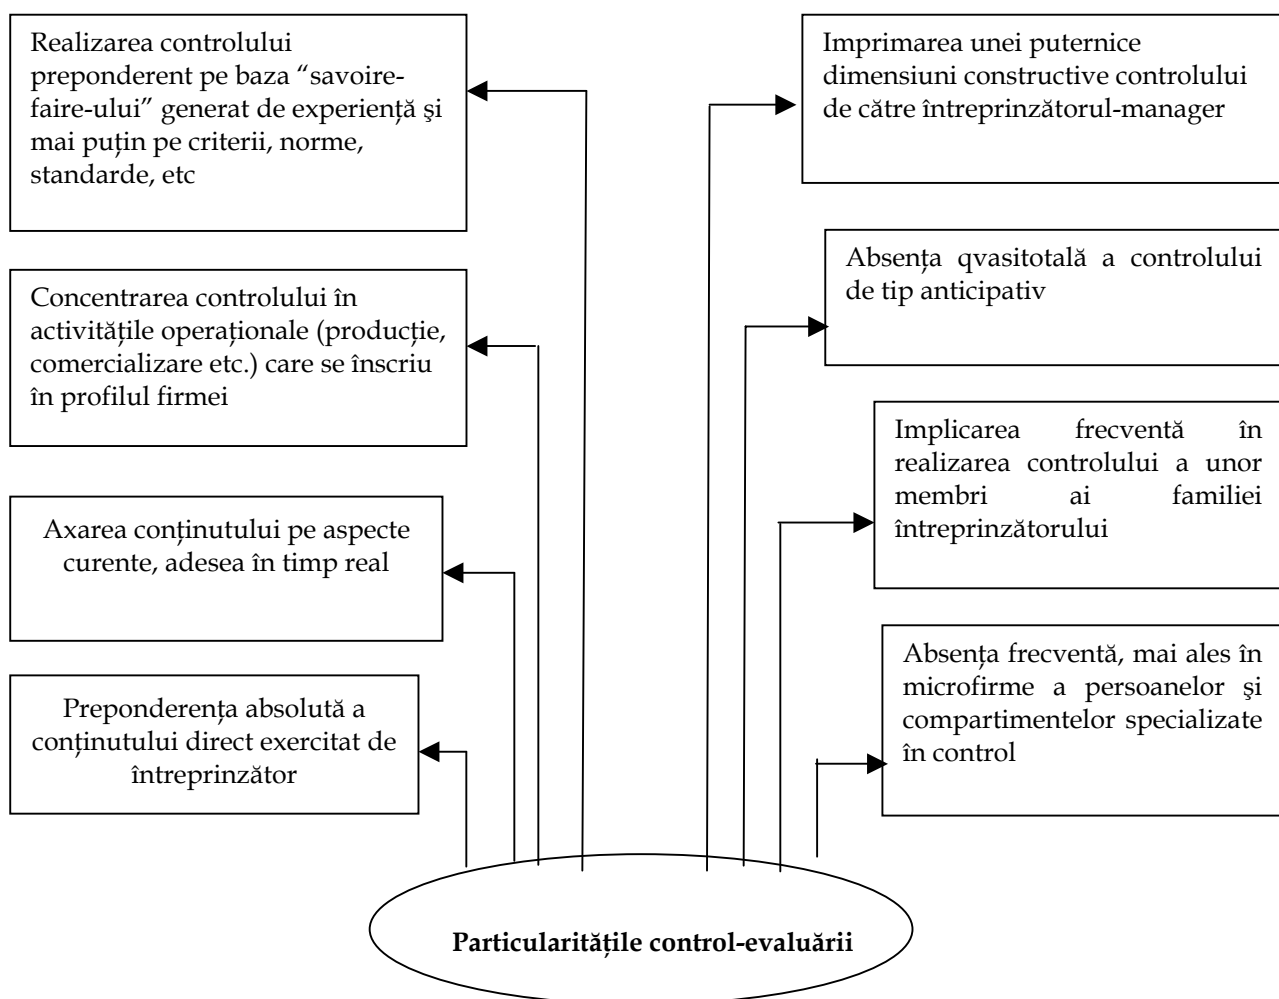 Realizarea controlului
preponderent pe baza “savoire-
faire-ului” generat de experiență şi
mai puțin pe criterii, norme,
standarde, etc
Concentrarea controlului în
activitățile operaționale (producție,
comercializare etc.) care se înscriu
în profilul firmei
Axarea conținutului pe aspecte
curente, adesea în timp real
Preponderența absolută a
conținutului direct exercitat de
întreprinzător
Imprimarea unei puternice
dimensiuni constructive controlului
de către întreprinzătorul-manager
Absența qvasitotală a controlului
de tip anticipativ
Implicarea frecventă în
realizarea controlului a unor
membri ai familiei
întreprinzătorului
Absența frecventă, mai ales în
microfirme a persoanelor şi
compartimentelor specializate
în control
Particularitățile control-evaluării